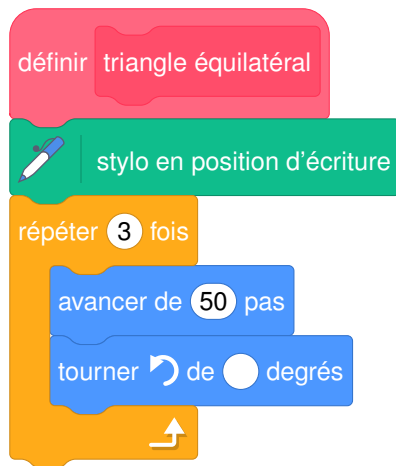 définir triangle équilatéral
stylo en position d’écriture
répéter 3 fois
avancer de 50 pas
tourner de degrés